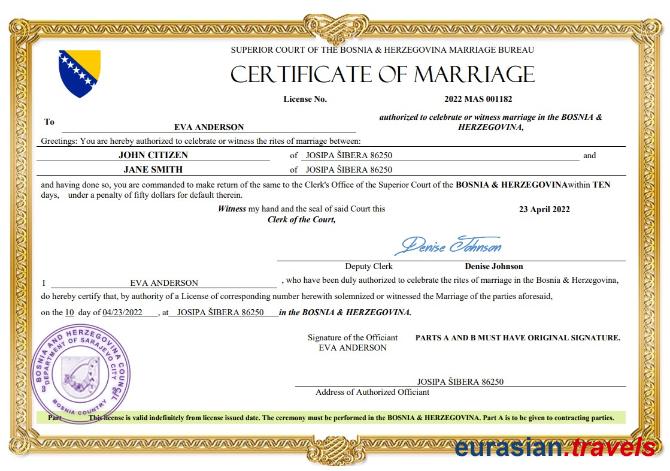 SUPERIOR COURT OF THE BOSNIA & HERZEGOVINA MARRIAGE BUREAU
CERTIFICATE OF MARRIAGE
License No. 2022 MAS 001182
To EVA ANDERSON authorized to celebrate or witness marriage in the BOSNIA &
HERZEGOVINA,
Greetings: You are hereby authorized to celebrate or witness the rites of marriage between:
JOHN CITIZEN of JOSIPA ŠIBERA 86250 and
JANE SMITH of JOSIPA ŠIBERA 86250
and having done so, you are commanded to make return of the same to the Clerk's Office of the Superior Court of the BOSNIA & HERZEGOVINAwithin TEN
days, under a penalty of fifty dollars for default therein.
Witness my hand and the seal of said Court this 23 April 2022
Clerk of the Court,
Denise Johnson
Deputy Clerk Denise Johnson
I EVA ANDERSON , who have been duly authorized to celebrate the rites of marriage in the Bosnia & Herzegovina,
do hereby certify that, by authority of a License of corresponding number herewith solemnized or witnessed the Marriage of the parties aforesaid,
on the 10 day of 04/23/2022 , at JOSIPA ŠIBERA 86250 in the BOSNIA & HERZEGOVINA.
Signature of the Officiant PARTS A AND B MUST HAVE ORIGINAL SIGNATURE.
EVA ANDERSON
JOSIPA ŠIBERA 86250
Address of Authorized Officiant
BOSNIA AND HERZEGOVINA COUNCIL
DEPARTMENT OF SARAJEVO CITY
BOSNIA COUNTRY
Part This license is valid indefinitely from license issued date. The ceremony must be performed in the BOSNIA & HERZEGOVINA. Part A is to be given to contracting parties.
eurasian.travels